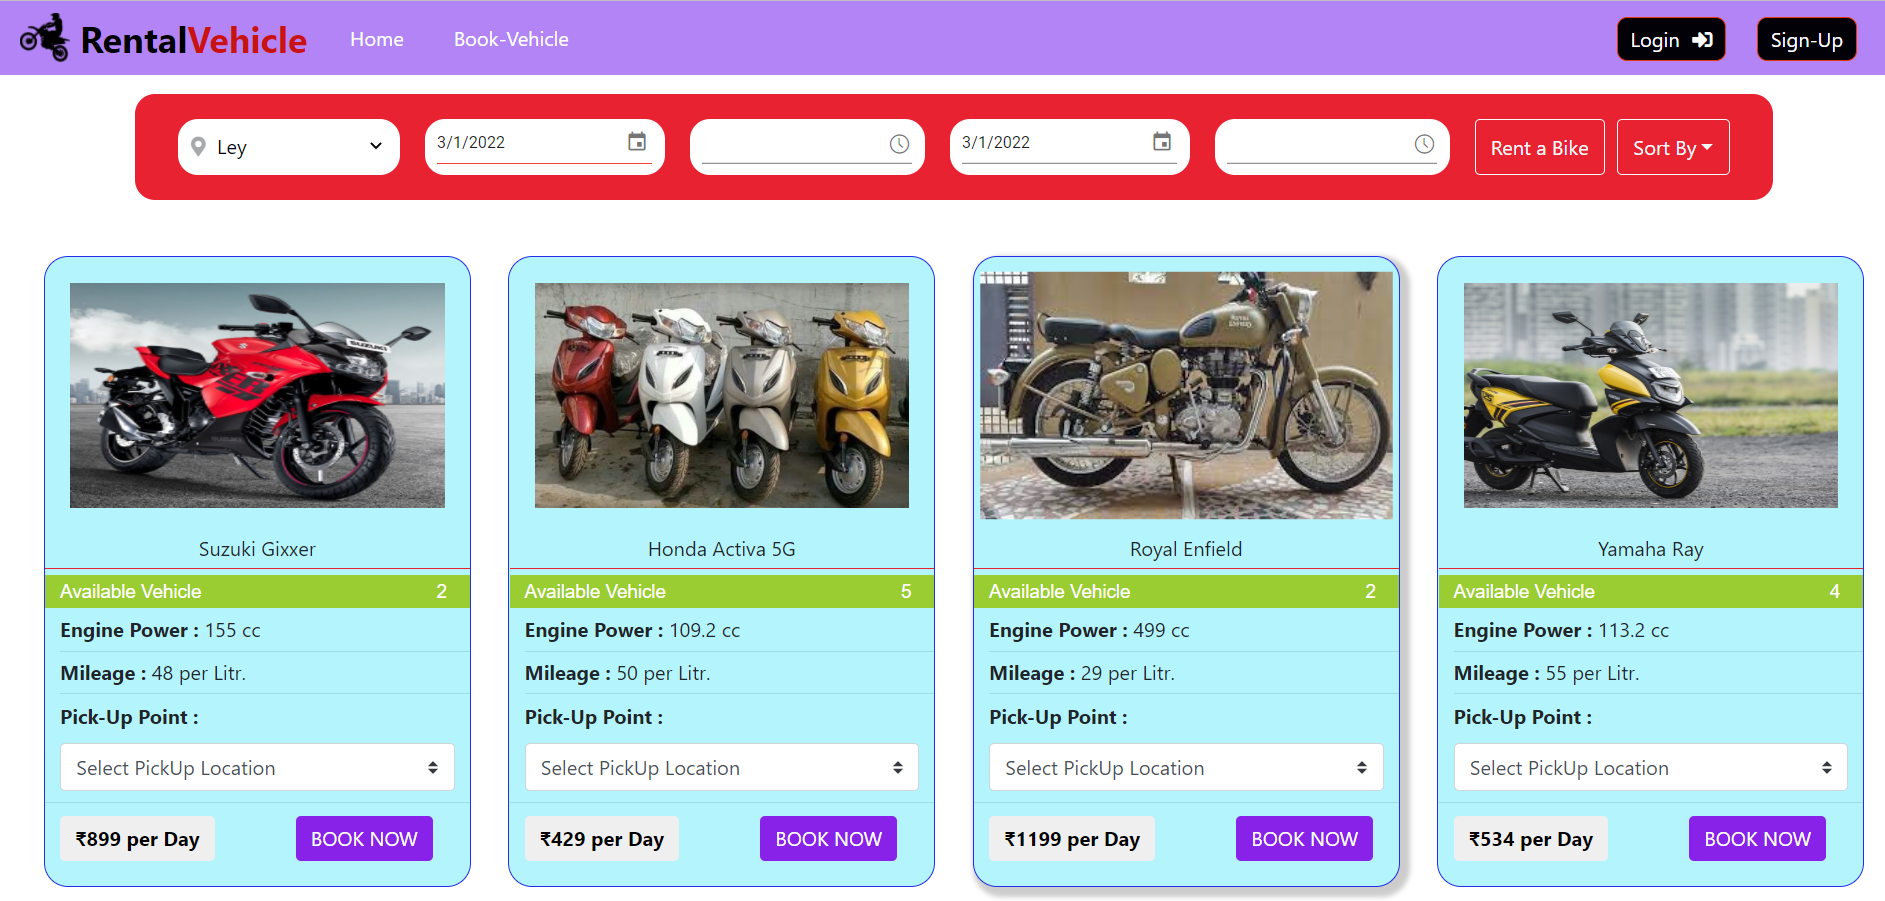 RentalVehicle Home Book-Vehicle Login Sign-Up
Ley 3/1/2022 3/1/2022 Rent a Bike Sort By
SUZUKI
ROYAL
ENFIELD
Suzuki Gixxer
Available Vehicle 2
Engine Power : 155 cc
Mileage : 48 per Litr.
Pick-Up Point :
Select PickUp Location
₹899 per Day BOOK NOW
Honda Activa 5G
Available Vehicle 5
Engine Power : 109.2 cc
Mileage : 50 per Litr.
Pick-Up Point :
Select PickUp Location
₹429 per Day BOOK NOW
Royal Enfield
Available Vehicle 2
Engine Power : 499 cc
Mileage : 29 per Litr.
Pick-Up Point :
Select PickUp Location
₹1199 per Day BOOK NOW
Yamaha Ray
Available Vehicle 4
Engine Power : 113.2 cc
Mileage : 55 per Litr.
Pick-Up Point :
Select PickUp Location
₹534 per Day BOOK NOW